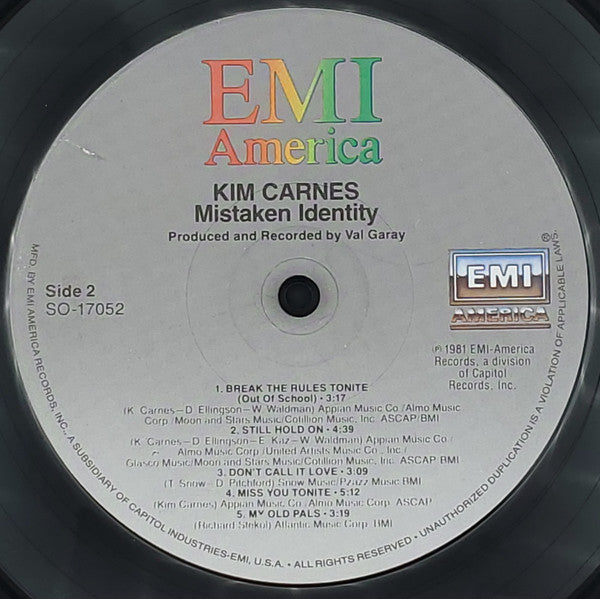 EMI
America
KIM CARNES
Mistaken Identity
Produced and Recorded by Val Garay
Side 2
SO-17052
EMI
AMERICA
®
℗ 1981 EMI-America
Records, a division
of Capitol
Records, Inc.
1. BREAK THE RULES TONITE
(Out Of School) • 3:17
(K. Carnes–D. Ellingson–W. Waldman) Appian Music Co./Almo Music
Corp./Moon and Stars Music/Cotillion Music, Inc. ASCAP/BMI
2. STILL HOLD ON • 4:39
(K. Carnes–D. Ellingson–E. Kaz–W. Waldman) Appian Music Co./
Almo Music Corp./United Artists Music Co., Inc./
Glasco Music/Moon and Stars Music/Cotillion Music, Inc. ASCAP/BMI
3. DON'T CALL IT LOVE • 3:09
(T. Snow–D. Pitchford) Snow Music/Pzazz Music BMI
4. MISS YOU TONITE • 5:12
(Kim Carnes) Appian Music Co./Almo Music Corp. ASCAP
5. MY OLD PALS • 3:19
(Richard Stekol) Atlantic Music Corp. BMI
MFD. BY EMI AMERICA RECORDS, INC., A SUBSIDIARY OF CAPITOL INDUSTRIES-EMI, U.S.A. • ALL RIGHTS RESERVED • UNAUTHORIZED DUPLICATION IS A VIOLATION OF APPLICABLE LAWS.